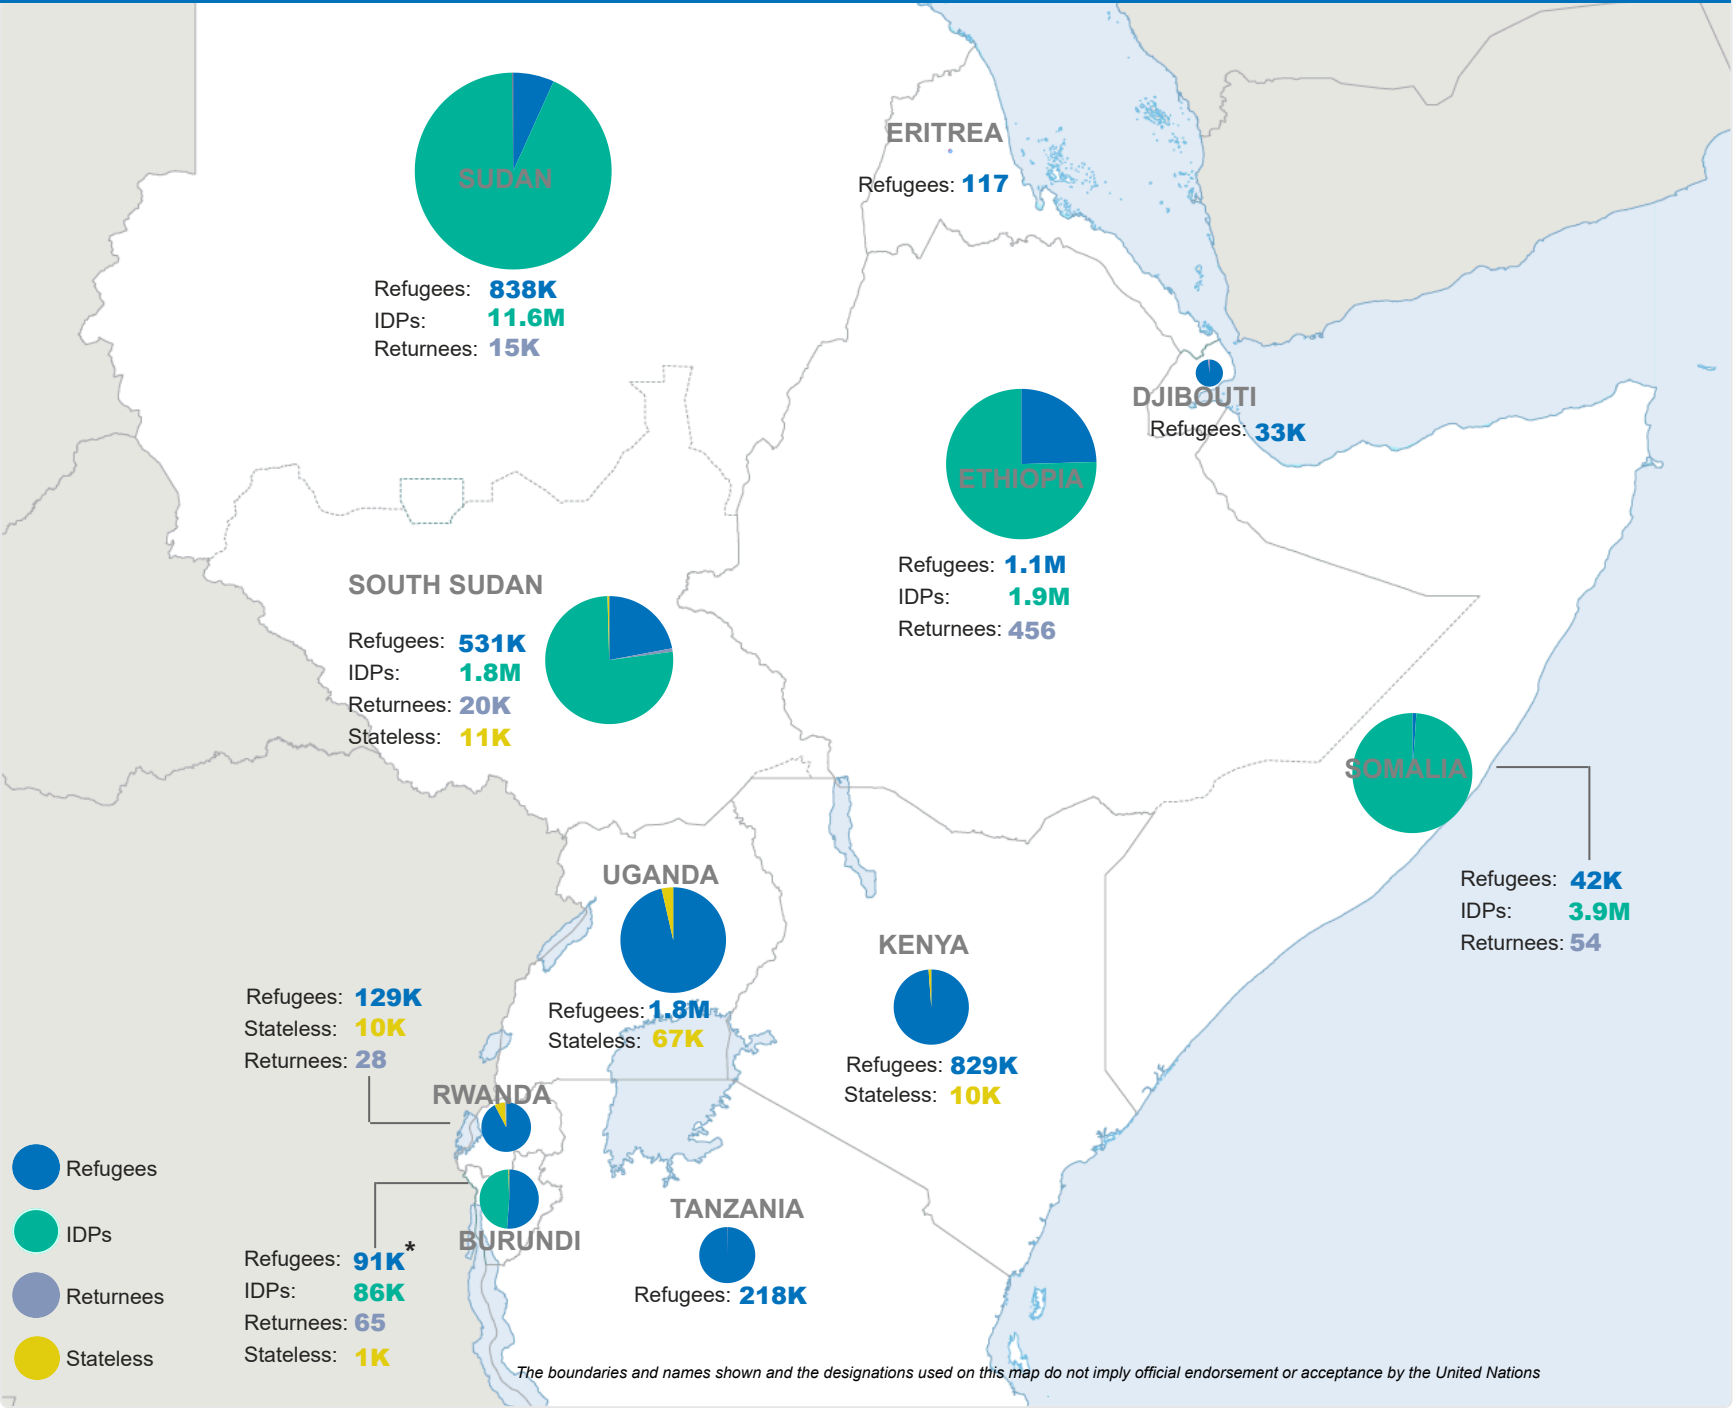 ERITREA
Refugees: 117
SUDAN
Refugees: 838K
IDPs: 11.6M
Returnees: 15K
DJIBOUTI
Refugees: 33K
ETHIOPIA
Refugees: 1.1M
IDPs: 1.9M
Returnees: 456
SOUTH SUDAN
Refugees: 531K
IDPs: 1.8M
Returnees: 20K
Stateless: 11K
SOMALIA
Refugees: 42K
IDPs: 3.9M
Returnees: 54
UGANDA
Refugees: 1.8M
Stateless: 67K
KENYA
Refugees: 829K
Stateless: 10K
Refugees: 129K
Stateless: 10K
Returnees: 28
RWANDA
BURUNDI
Refugees: 91K*
IDPs: 86K
Returnees: 65
Stateless: 1K
TANZANIA
Refugees: 218K
Refugees
IDPs
Returnees
Stateless
The boundaries and names shown and the designations used on this map do not imply official endorsement or acceptance by the United Nations